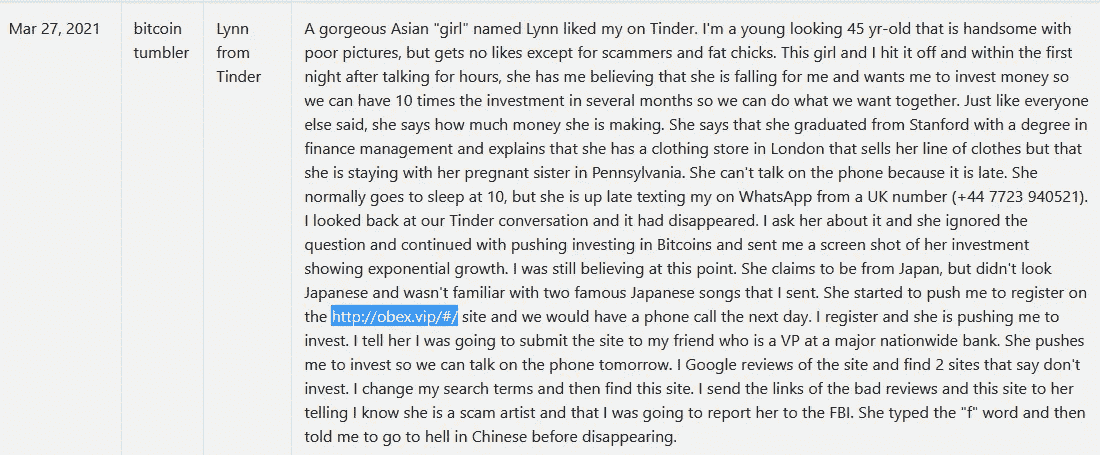 Mar 27, 2021
bitcoin
tumbler
Lynn
from
Tinder
A gorgeous Asian "girl" named Lynn liked my on Tinder. I'm a young looking 45 yr-old that is handsome with
poor pictures, but gets no likes except for scammers and fat chicks. This girl and I hit it off and within the first
night after talking for hours, she has me believing that she is falling for me and wants me to invest money so
we can have 10 times the investment in several months so we can do what we want together. Just like everyone
else said, she says how much money she is making. She says that she graduated from Stanford with a degree in
finance management and explains that she has a clothing store in London that sells her line of clothes but that
she is staying with her pregnant sister in Pennsylvania. She can't talk on the phone because it is late. She
normally goes to sleep at 10, but she is up late texting my on WhatsApp from a UK number (+44 7723 940521).
I looked back at our Tinder conversation and it had disappeared. I ask her about it and she ignored the
question and continued with pushing investing in Bitcoins and sent me a screen shot of her investment
showing exponential growth. I was still believing at this point. She claims to be from Japan, but didn't look
Japanese and wasn't familiar with two famous Japanese songs that I sent. She started to push me to register on
the http://obex.vip/#/ site and we would have a phone call the next day. I register and she is pushing me to
invest. I tell her I was going to submit the site to my friend who is a VP at a major nationwide bank. She pushes
me to invest so we can talk on the phone tomorrow. I Google reviews of the site and find 2 sites that say don't
invest. I change my search terms and then find this site. I send the links of the bad reviews and this site to her
telling I know she is a scam artist and that I was going to report her to the FBI. She typed the "f" word and then
told me to go to hell in Chinese before disappearing.